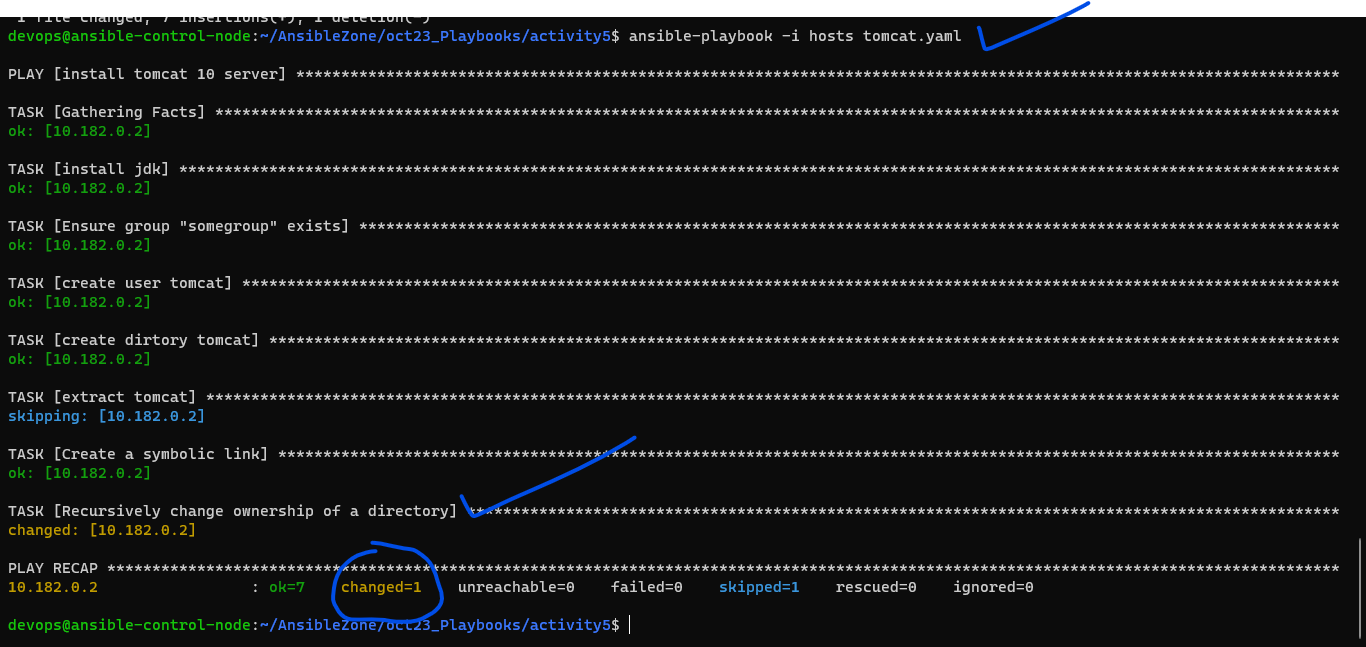 1 file changed, 7 insertions(+), 1 deletion(-)
devops@ansible-control-node:~/AnsibleZone/oct23_Playbooks/activity5$ ansible-playbook -i hosts tomcat.yaml
PLAY [install tomcat 10 server] ********************************************************************************************************************
TASK [Gathering Facts] *****************************************************************************************************************************
ok: [10.182.0.2]
TASK [install jdk] *********************************************************************************************************************************
ok: [10.182.0.2]
TASK [Ensure group "somegroup" exists] *************************************************************************************************************
ok: [10.182.0.2]
TASK [create user tomcat] **************************************************************************************************************************
ok: [10.182.0.2]
TASK [create dirtory tomcat] ***********************************************************************************************************************
ok: [10.182.0.2]
TASK [extract tomcat] ******************************************************************************************************************************
skipping: [10.182.0.2]
TASK [Create a symbolic link] **********************************************************************************************************************
ok: [10.182.0.2]
TASK [Recursively change ownership of a directory] *************************************************************************************************
changed: [10.182.0.2]
PLAY RECAP *****************************************************************************************************************************************
10.182.0.2                 : ok=7    changed=1    unreachable=0    failed=0    skipped=1    rescued=0    ignored=0
devops@ansible-control-node:~/AnsibleZone/oct23_Playbooks/activity5$